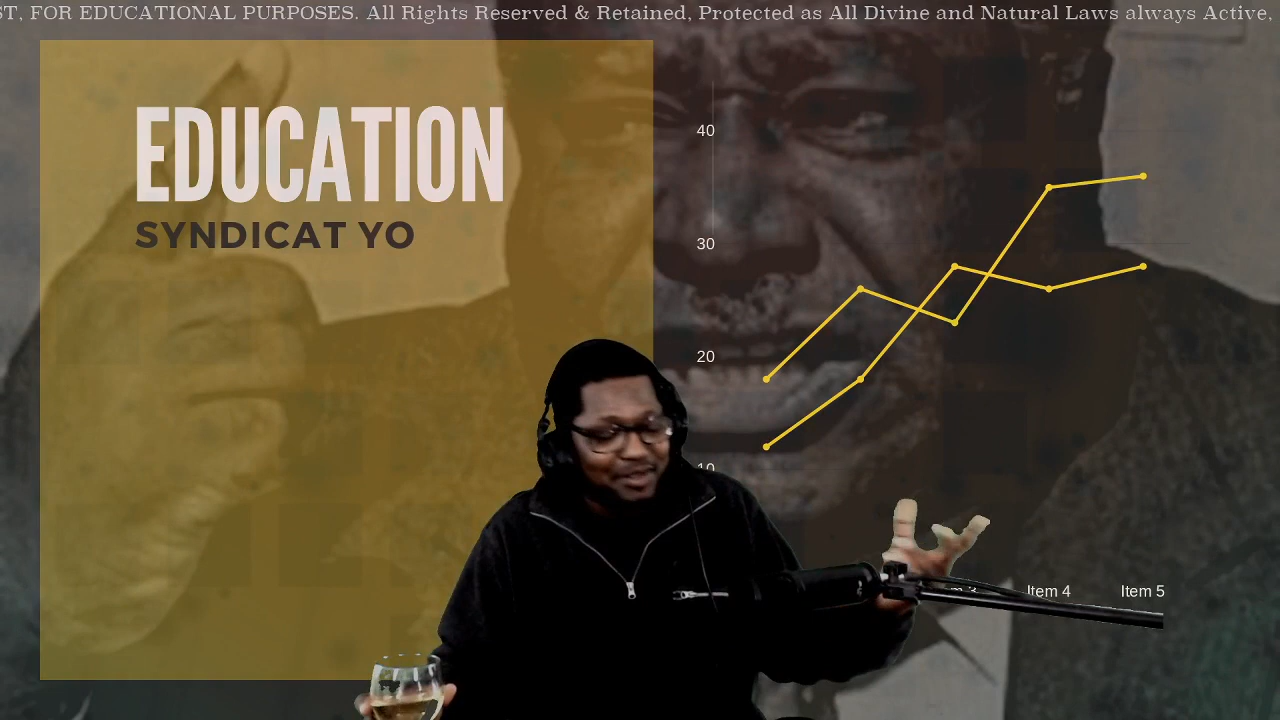 ST, FOR EDUCATIONAL PURPOSES. All Rights Reserved & Retained, Protected as All Divine and Natural Laws always Active,
EDUCATION
SYNDICAT YO
40
30
20
10
Item 4 Item 5